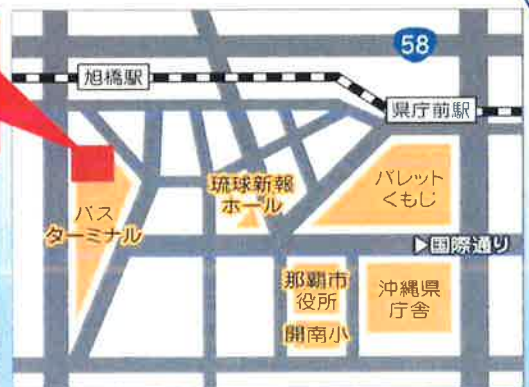 58
旭橋駅
県庁前駅
琉球新報
ホール
パレット
くもじ
バス
ターミナル
▶国際通り
那覇市
役所
沖縄県
庁舎
開南小